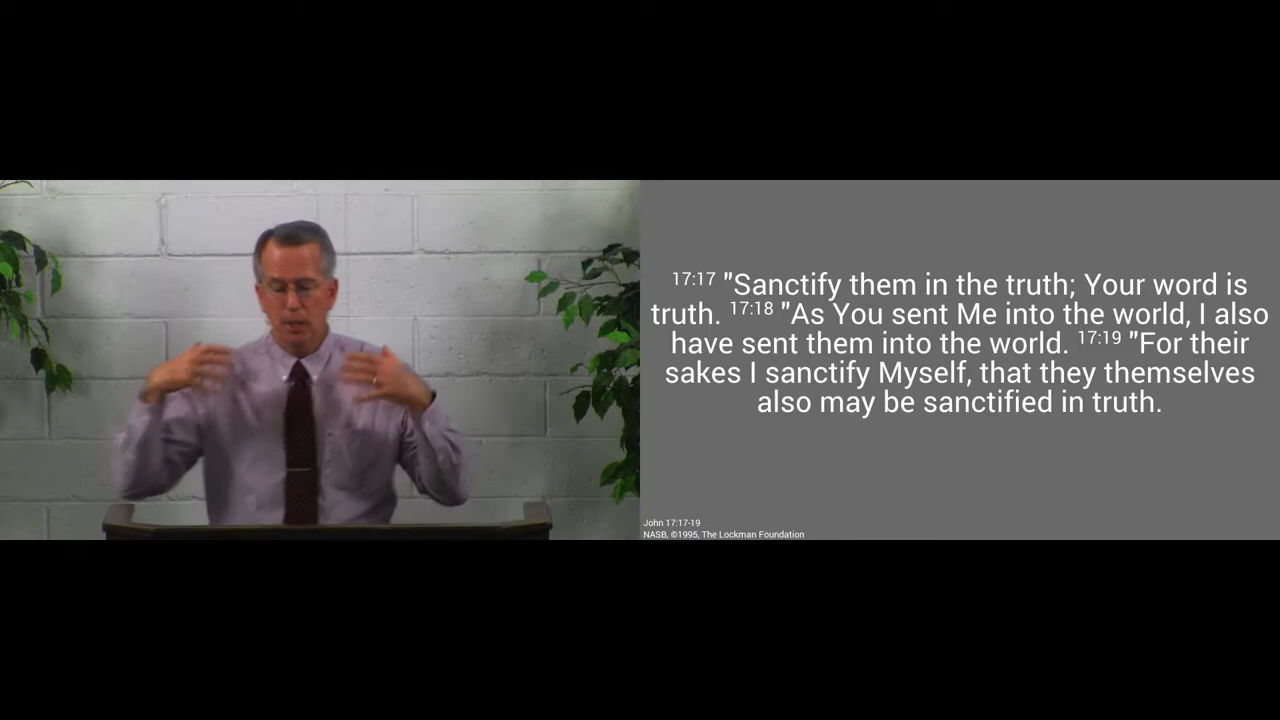 17:17 "Sanctify them in the truth; Your word is
truth. 17:18 "As You sent Me into the world, I also
have sent them into the world. 17:19 "For their
sakes I sanctify Myself, that they themselves
also may be sanctified in truth.
John 17:17-19
NASB, ©1995, The Lockman Foundation